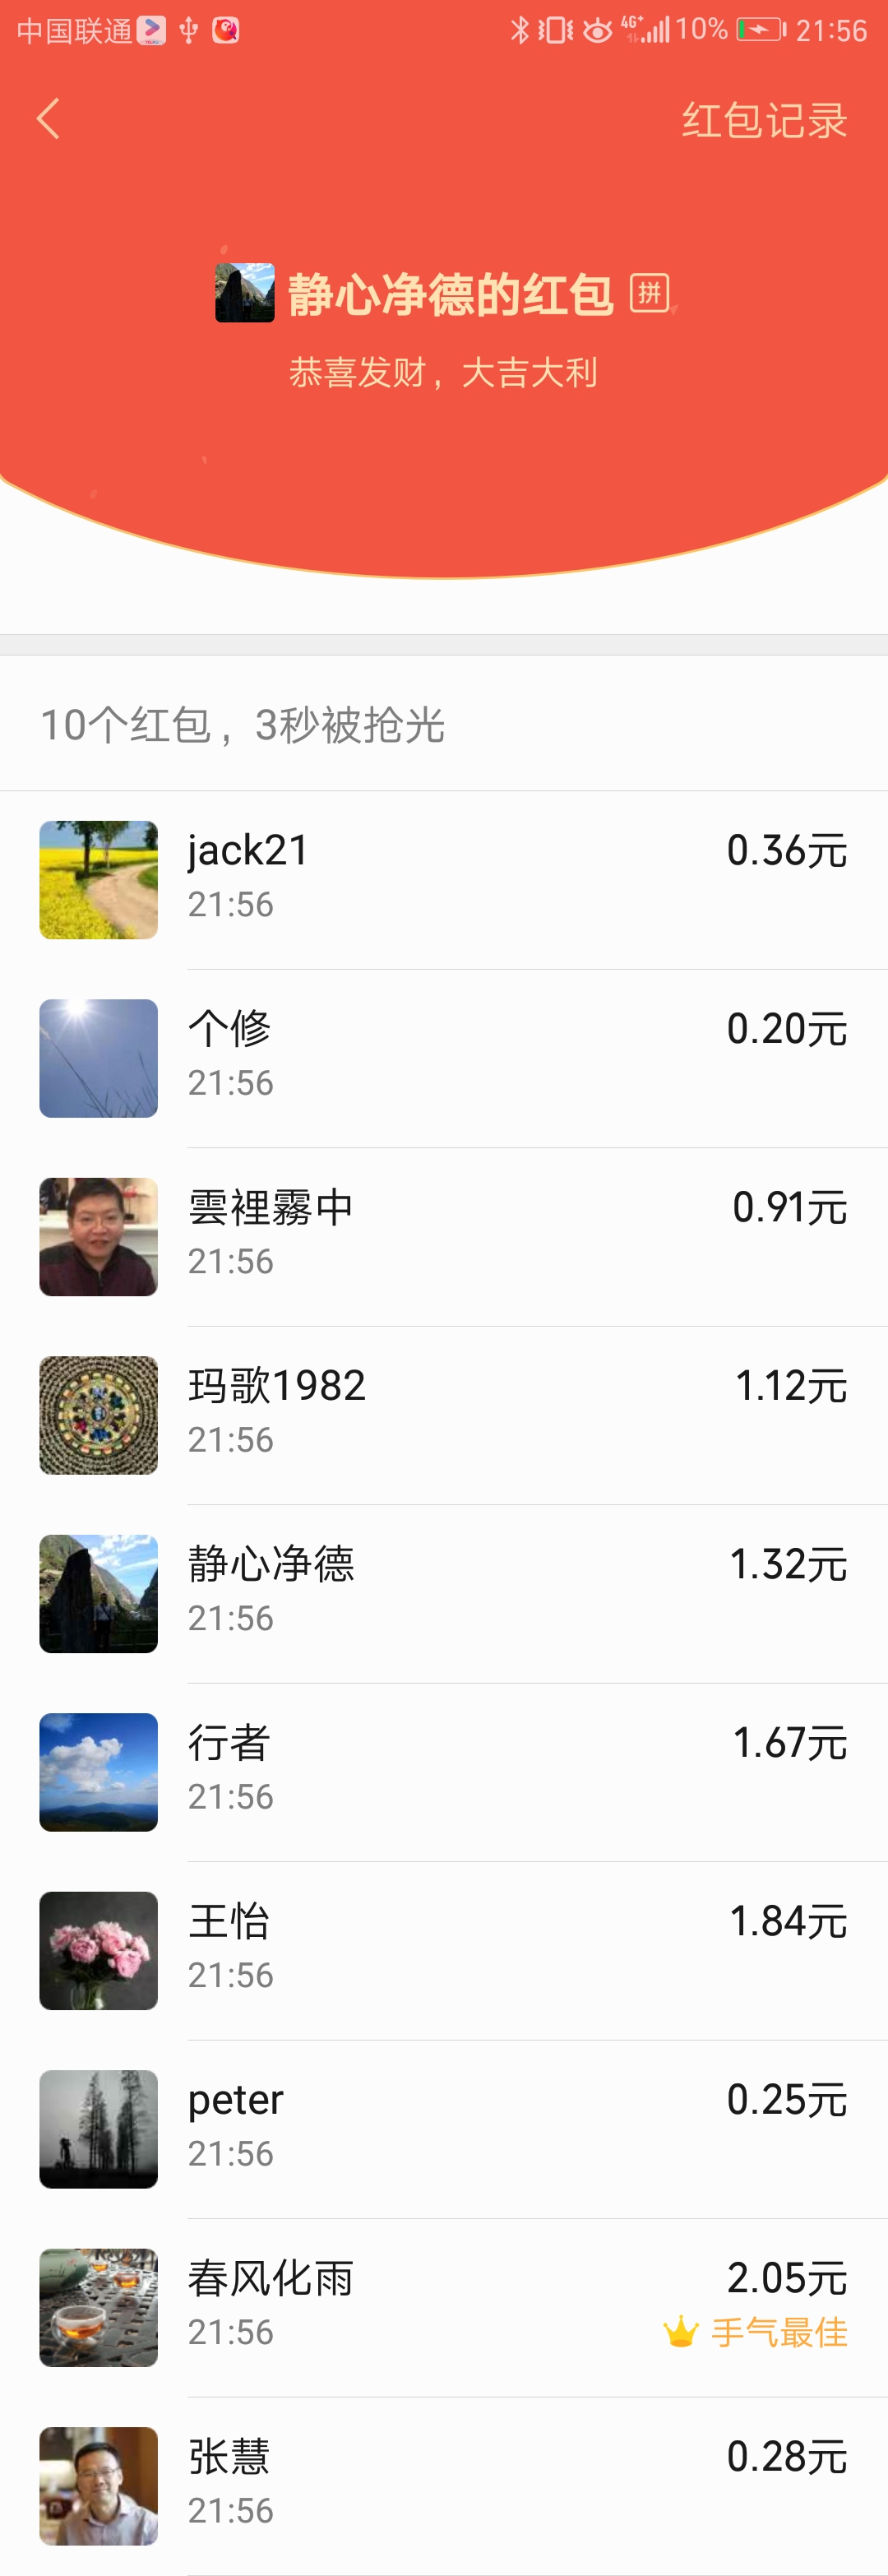 中国联通 4G+ 10% 21:56
红包记录
静心净德的红包 拼
恭喜发财，大吉大利
10个红包，3秒被抢光
jack21 0.36元
21:56
个修 0.20元
21:56
雲裡霧中 0.91元
21:56
玛歌1982 1.12元
21:56
静心净德 1.32元
21:56
行者 1.67元
21:56
王怡 1.84元
21:56
peter 0.25元
21:56
春风化雨 2.05元
21:56 手气最佳
张慧 0.28元
21:56